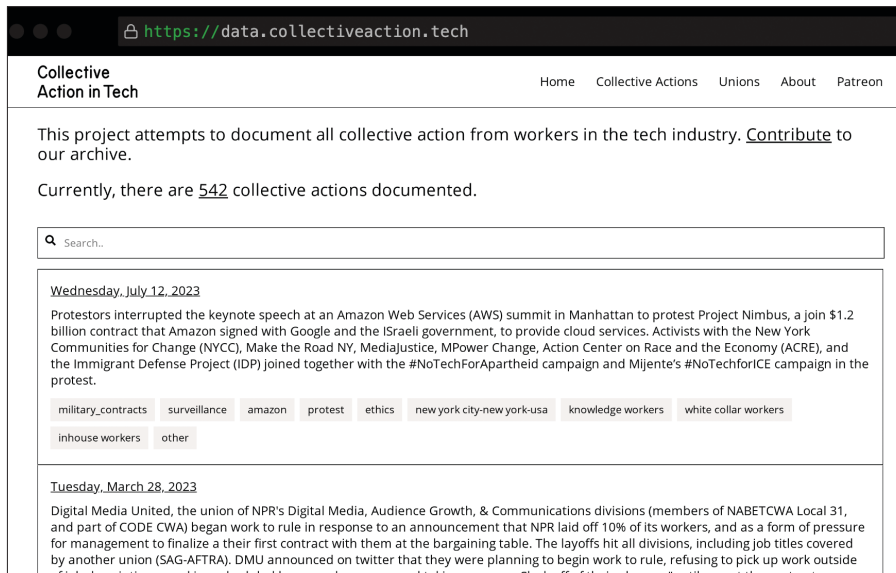 https://data.collectiveaction.tech
Collective
Action in Tech
Home Collective Actions Unions About Patreon
This project attempts to document all collective action from workers in the tech industry. Contribute to
our archive.
Currently, there are 542 collective actions documented.
Search..
Wednesday, July 12, 2023
Protestors interrupted the keynote speech at an Amazon Web Services (AWS) summit in Manhattan to protest Project Nimbus, a join $1.2
billion contract that Amazon signed with Google and the ISraeli government, to provide cloud services. Activists with the New York
Communities for Change (NYCC), Make the Road NY, MediaJustice, MPower Change, Action Center on Race and the Economy (ACRE), and
the Immigrant Defense Project (IDP) joined together with the #NoTechForApartheid campaign and Mijente's #NoTechforICE campaign in the
protest.
military_contracts surveillance amazon protest ethics new york city-new york-usa knowledge workers white collar workers
inhouse workers other
Tuesday, March 28, 2023
Digital Media United, the union of NPR's Digital Media, Audience Growth, & Communications divisions (members of NABETCWA Local 31,
and part of CODE CWA) began work to rule in response to an announcement that NPR laid off 10% of its workers, and as a form of pressure
for management to finalize a their first contract with them at the bargaining table. The layoffs hit all divisions, including job titles covered
by another union (SAG-AFTRA). DMU announced on twitter that they were planning to begin work to rule, refusing to pick up work outside